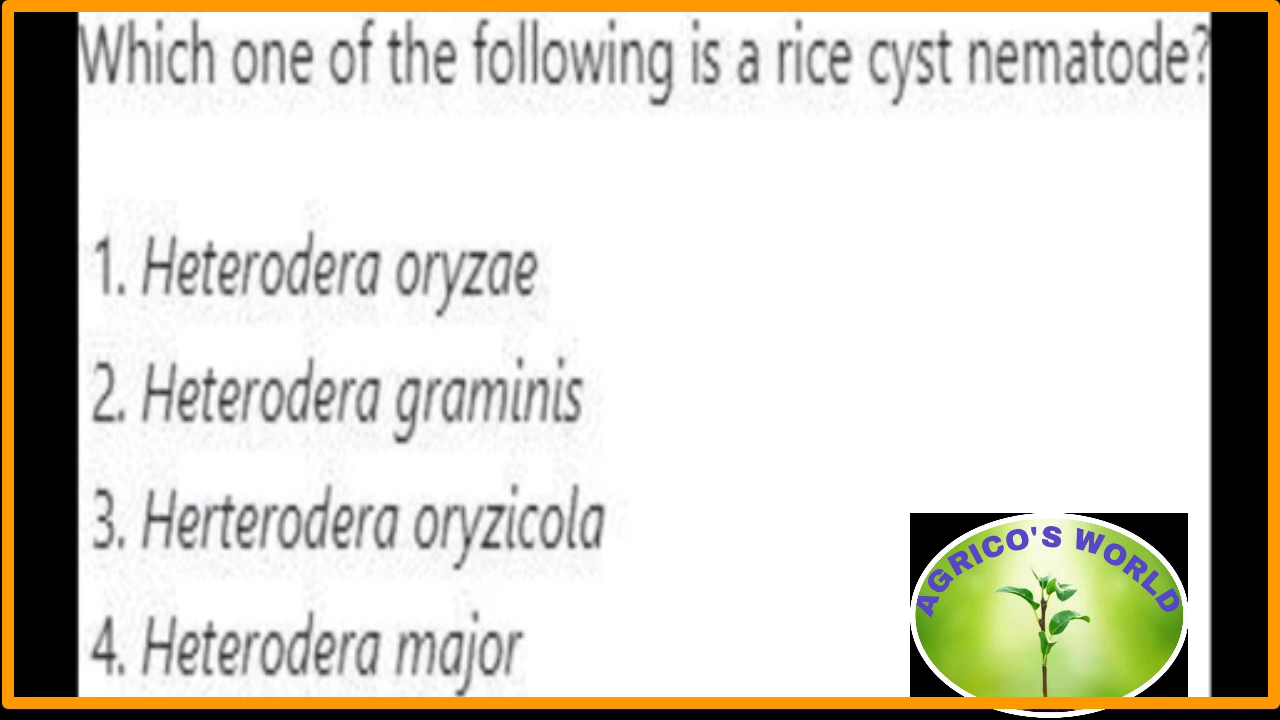 Which one of the following is a rice cyst nematode?
1. Heterodera oryzae
2. Heterodera graminis
3. Herterodera oryzicola
4. Heterodera major
AGRICO'S WORLD